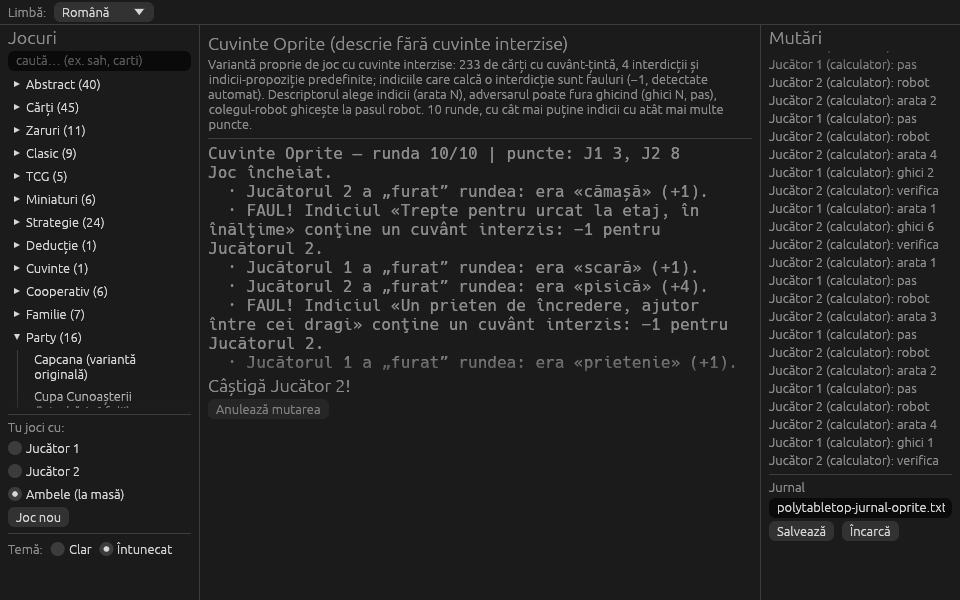 Limbă: Română
Jocuri
caută... (ex. sah, carti)
Abstract (40)
Cărți (45)
Zaruri (11)
Clasic (9)
TCG (5)
Miniaturi (6)
Strategie (24)
Deducție (1)
Cuvinte (1)
Cooperativ (6)
Familie (7)
Party (16)
Capcana (variantă
originală)
Cupa Cunoașterii
Tu joci cu:
Jucător 1
Jucător 2
Ambele (la masă)
Joc nou
Temă: Clar Întunecat
Cuvinte Oprite (descrie fără cuvinte interzise)
Variantă proprie de joc cu cuvinte interzise: 233 de cărți cu cuvânt-țintă, 4 interdicții și
indicii-propoziție predefinite; indiciile care calcă o interdicție sunt fauluri (−1, detectate
automat). Descriptorul alege indicii (arata N), adversarul poate fura ghicind (ghici N, pas),
colegul-robot ghicește la pasul robot. 10 runde, cu cât mai puține indicii cu atât mai multe
puncte.
Cuvinte Oprite — runda 10/10 | puncte: J1 3, J2 8
Joc încheiat.
· Jucătorul 2 a „furat” rundea: era «cămașă» (+1).
· FAUL! Indiciul «Trepte pentru urcat la etaj, în
înălțime» conține un cuvânt interzis: −1 pentru
Jucătorul 2.
· Jucătorul 1 a „furat” rundea: era «scară» (+1).
· Jucătorul 2 a „furat” rundea: era «pisică» (+4).
· FAUL! Indiciul «Un prieten de încredere, ajutor
între cei dragi» conține un cuvânt interzis: −1 pentru
Jucătorul 2.
· Jucătorul 1 a „furat” rundea: era «prietenie» (+1).
Câștigă Jucător 2!
Anulează mutarea
Mutări
Jucător 1 (calculator): pas
Jucător 2 (calculator): robot
Jucător 2 (calculator): arata 2
Jucător 1 (calculator): pas
Jucător 2 (calculator): robot
Jucător 2 (calculator): arata 4
Jucător 1 (calculator): ghici 2
Jucător 2 (calculator): verifica
Jucător 1 (calculator): arata 1
Jucător 2 (calculator): ghici 6
Jucător 2 (calculator): verifica
Jucător 2 (calculator): arata 1
Jucător 1 (calculator): pas
Jucător 2 (calculator): robot
Jucător 2 (calculator): arata 3
Jucător 1 (calculator): pas
Jucător 2 (calculator): robot
Jucător 2 (calculator): arata 2
Jucător 1 (calculator): pas
Jucător 2 (calculator): robot
Jucător 2 (calculator): arata 4
Jucător 1 (calculator): ghici 1
Jucător 2 (calculator): verifica
Jurnal
polytabletop-jurnal-oprite.txt
Salvează Încarcă